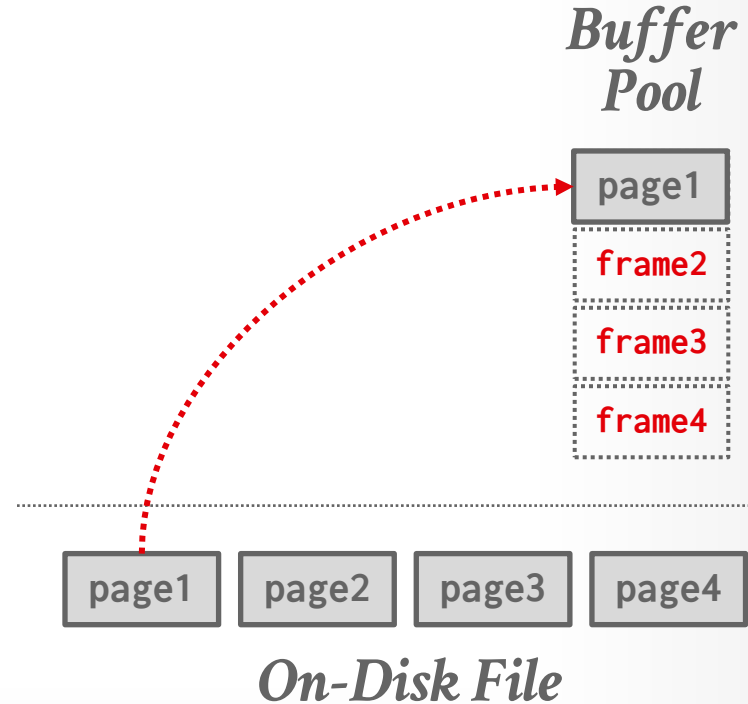 Buffer
Pool
page1
frame2
frame3
frame4
page1 page2 page3 page4
On-Disk File